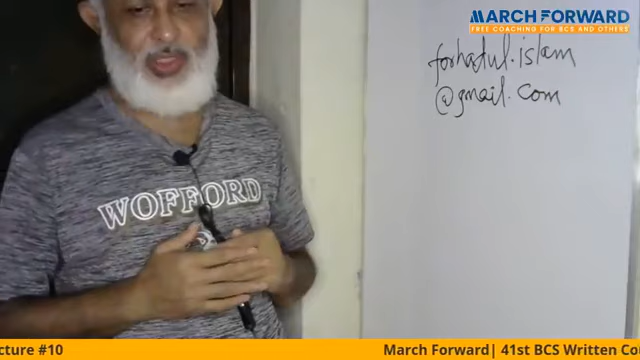 MARCH FORWARD
FREE COACHING FOR BCS AND OTHERS
forhatul.islam
@gmail.com
WOFFORD
cture #10
March Forward| 41st BCS Written Co